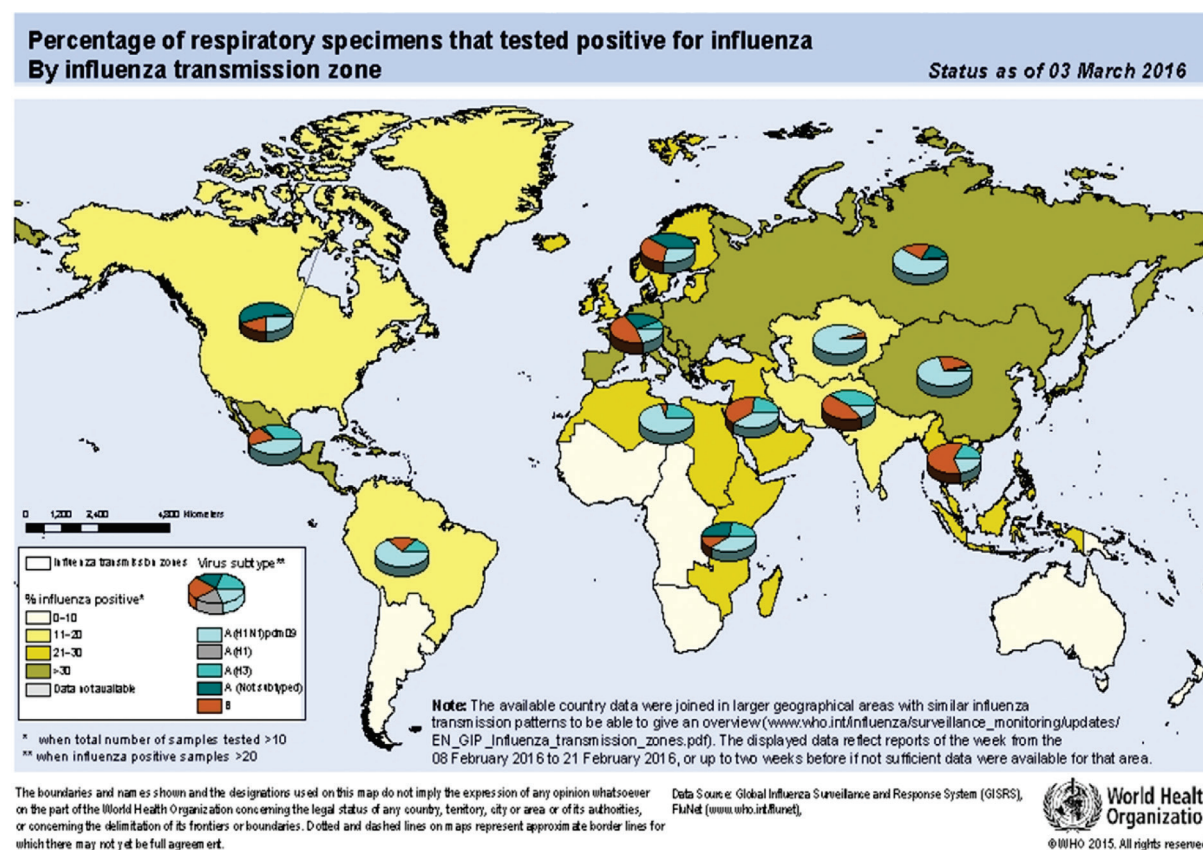 Percentage of respiratory specimens that tested positive for influenza
By influenza transmission zone
Status as of 03 March 2016
0 1,200 2,400 4,800 Kilometers
Influenza transmission zones
Virus subtype**
% influenza positive*
0-10
11-20
21-30
>30
Data not available
A(H1N1)pdm09
A(H1)
A(H3)
A (Not subtyped)
B
* when total number of samples tested >10
** when influenza positive samples >20
Note: The available country data were joined in larger geographical areas with similar influenza
transmission patterns to be able to give an overview (www.who.int/influenza/surveillance_monitoring/updates/
EN_GIP_Influenza_transmission_zones.pdf). The displayed data reflect reports of the week from the
08 February 2016 to 21 February 2016, or up to two weeks before if not sufficient data were available for that area.
The boundaries and names shown and the designations used on this map do not imply the expression of any opinion whatsoever
on the part of the World Health Organization concerning the legal status of any country, territory, city or area or of its authorities,
or concerning the delimitation of its frontiers or boundaries. Dotted and dashed lines on maps represent approximate border lines for
which there may not yet be full agreement.
Data Source: Global Influenza Surveillance and Response System (GISRS),
FluNet (www.who.int/flunet),
World Healt
Organizatio
©WHO 2015. All rights reserve